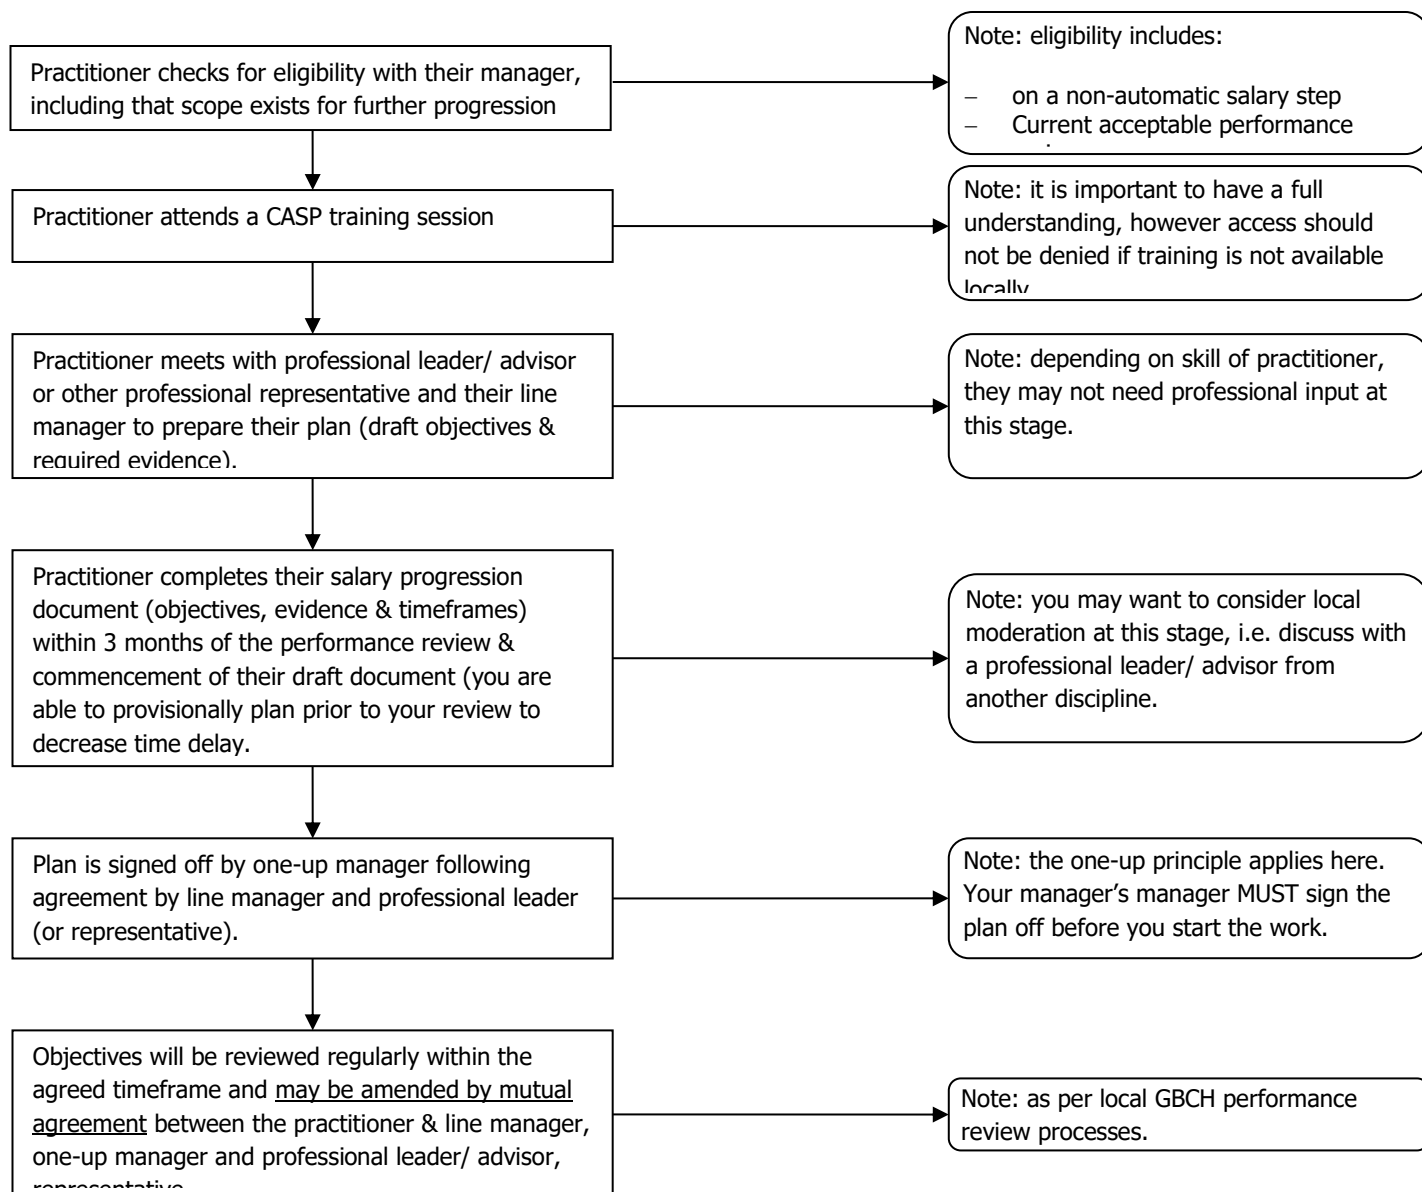 Practitioner checks for eligibility with their manager,
including that scope exists for further progression
Note: eligibility includes:
– on a non-automatic salary step
– Current acceptable performance
Practitioner attends a CASP training session
Note: it is important to have a full
understanding, however access should
not be denied if training is not available
locally
Practitioner meets with professional leader/ advisor
or other professional representative and their line
manager to prepare their plan (draft objectives &
required evidence).
Note: depending on skill of practitioner,
they may not need professional input at
this stage.
Practitioner completes their salary progression
document (objectives, evidence & timeframes)
within 3 months of the performance review &
commencement of their draft document (you are
able to provisionally plan prior to your review to
decrease time delay.
Note: you may want to consider local
moderation at this stage, i.e. discuss with
a professional leader/ advisor from
another discipline.
Plan is signed off by one-up manager following
agreement by line manager and professional leader
(or representative).
Note: the one-up principle applies here.
Your manager’s manager MUST sign the
plan off before you start the work.
Objectives will be reviewed regularly within the
agreed timeframe and may be amended by mutual
agreement between the practitioner & line manager,
one-up manager and professional leader/ advisor,
representative
Note: as per local GBCH performance
review processes.